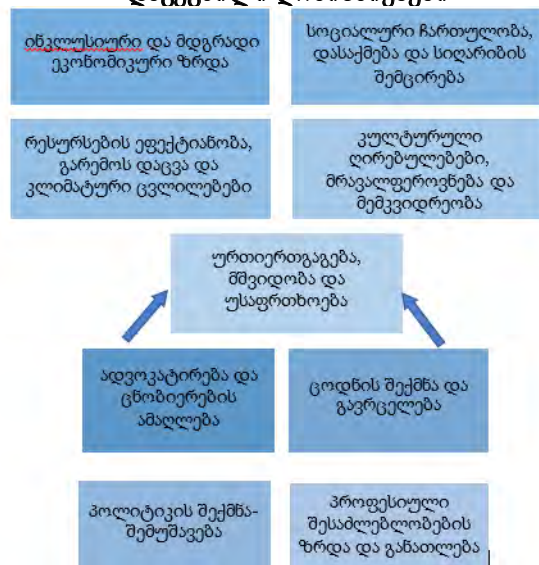 ინკლუსიური და მდგრადი
ეკონომიკური ზრდა
სოციალური ჩართულობა,
დასაქმება და სიღარიბის
შემცირება
რესურსების ეფექტიანობა,
გარემოს დაცვა და
კლიმატური ცვლილებები
კულტურული
ღირებულებები,
მრავალფეროვნება და
მემკვიდრეობა
ურთიერთგაგება,
მშვიდობა და
უსაფრთხოება
ადვოკატირება და
ცნობიერების
ამაღლება
ცოდნის შექმნა და
გავრცელება
პოლიტიკის შექმნა-
შემუშავება
პროფესიული
შესაძლებლობების
ზრდა და განათლება